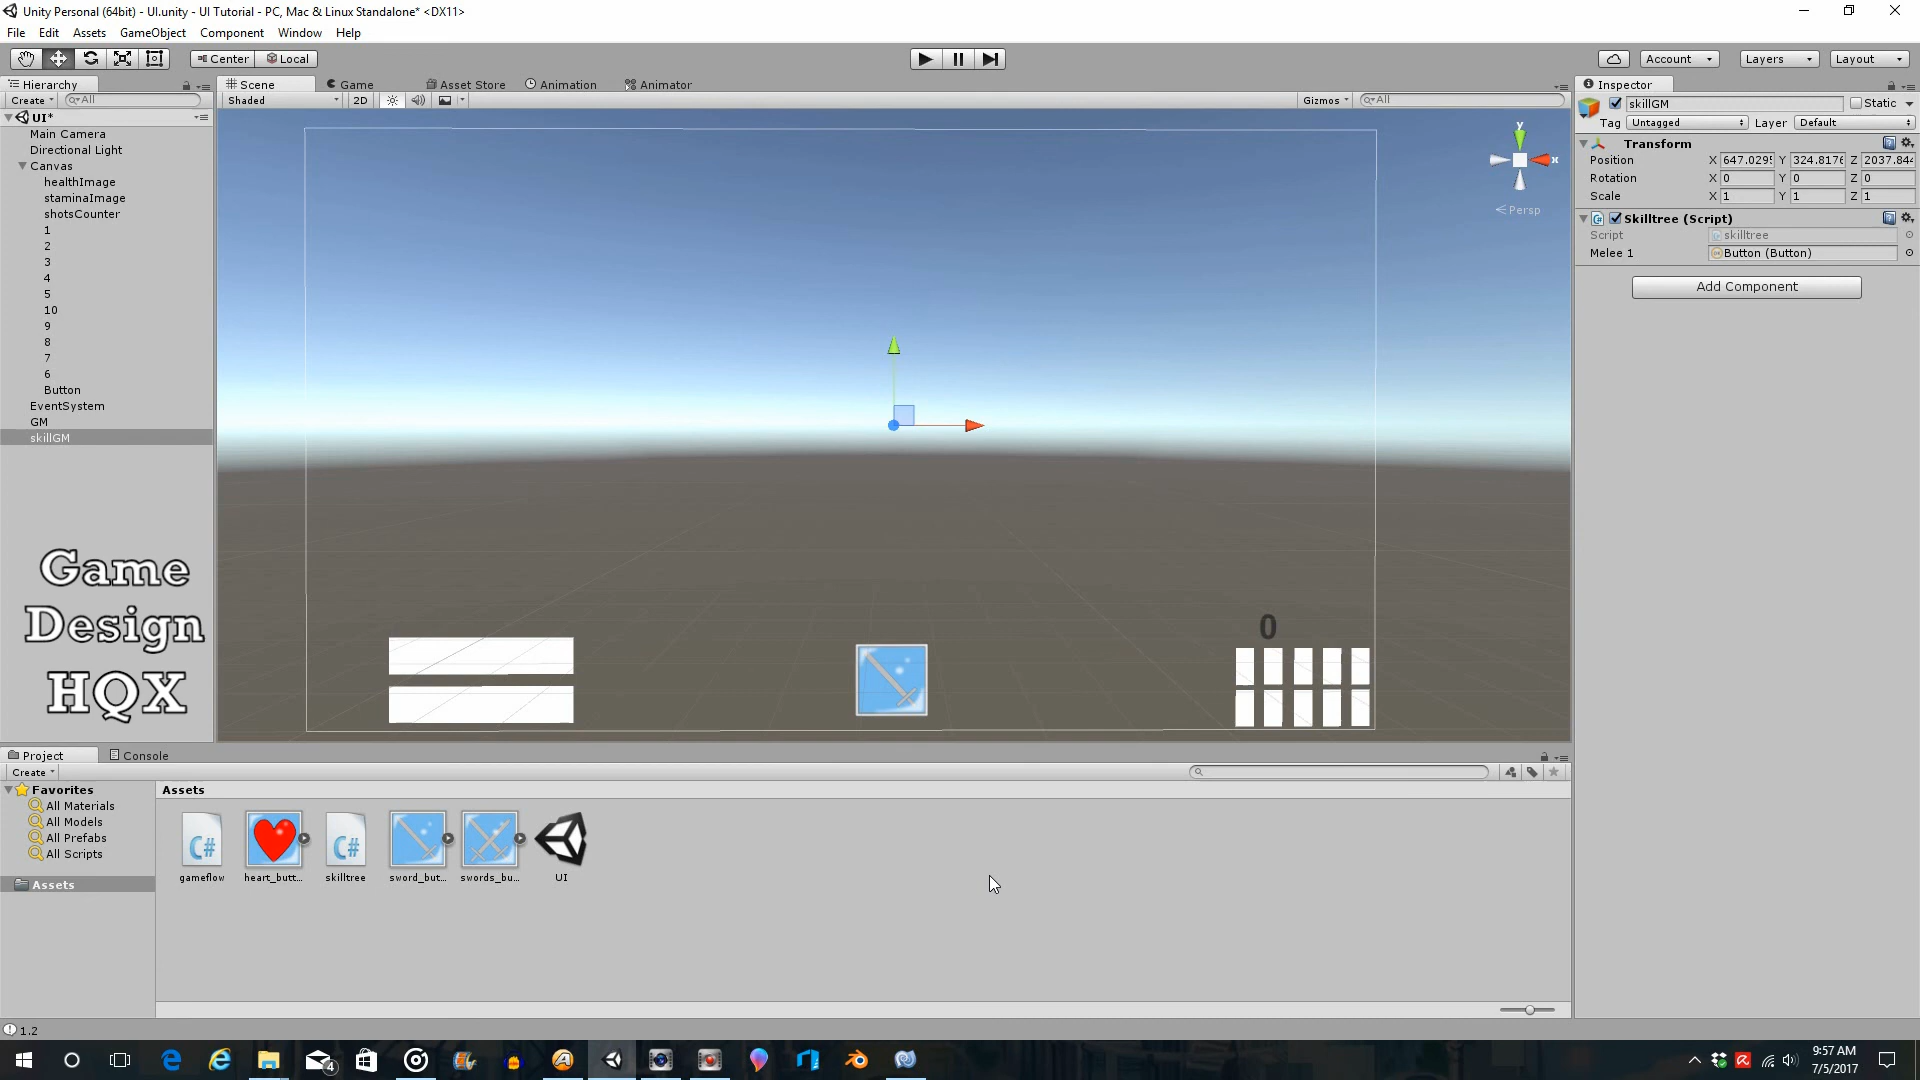 Unity Personal (64bit) - UI.unity - UI Tutorial - PC, Mac & Linux Standalone* <DX11>
File Edit Assets GameObject Component Window Help
Center Local
Account Layers Layout
Hierarchy
Create All
UI*
Main Camera
Directional Light
Canvas
healthImage
staminaImage
shotsCounter
1
2
3
4
5
10
9
8
7
6
Button
EventSystem
GM
skillGM
Game
Design
HQX
Scene Game Asset Store Animation Animator
Shaded 2D Gizmos All
y
x
Persp
0
Inspector
skillGM Static
Tag Untagged Layer Default
Transform
Position X 647.029 Y 324.8176 Z 2037.844
Rotation X 0 Y 0 Z 0
Scale X 1 Y 1 Z 1
Skilltree (Script)
Script skilltree
Melee 1 Button (Button)
Add Component
Project Console
Create
Favorites
All Materials
All Models
All Prefabs
All Scripts
Assets
Assets
C# C#
gameflow heart_butt... skilltree sword_but... swords_bu... UI
1.2
4
9:57 AM
7/5/2017